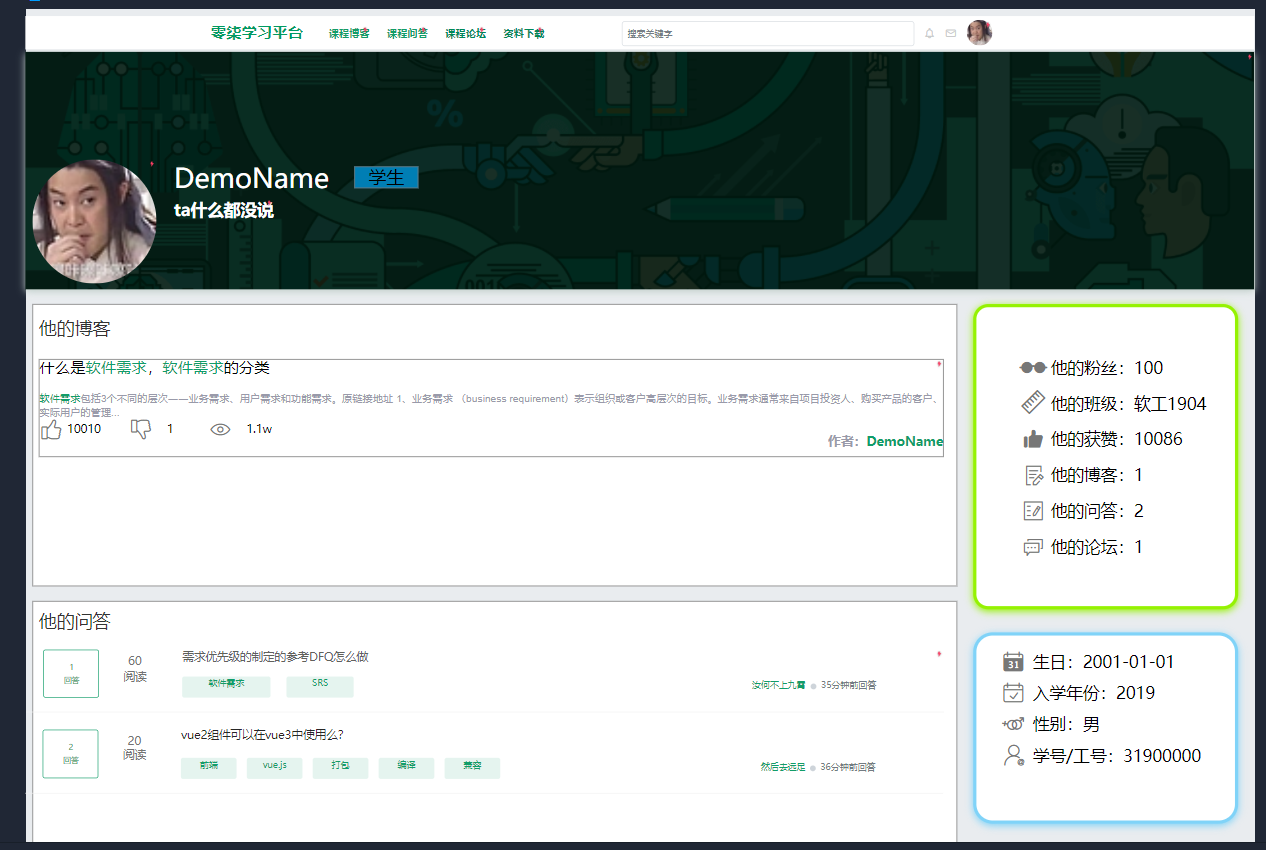 零柒学习平台 课程博客 课程问答 课程论坛 资料下载 搜索关键字
DemoName 学生
ta什么都没说
他的博客
什么是软件需求，软件需求的分类
软件需求包括3个不同的层次——业务需求、用户需求和功能需求。原链接地址 1、业务需求 （business requirement）表示组织或客户高层次的目标。业务需求通常来自项目投资人、购买产品的客户、
实际用户的管理...
10010 1 1.1w
作者：DemoName
他的粉丝：100
他的班级：软工1904
他的获赞：10086
他的博客：1
他的问答：2
他的论坛：1
他的问答
1
回答
60
阅读
需求优先级的制定的参考DFQ怎么做
软件需求 SRS
汝何不上九霄 35分钟前回答
2
回答
20
阅读
vue2组件可以在vue3中使用么?
前端 vue.js 打包 编译 兼容
然后去远足 36分钟前回答
31 生日：2001-01-01
入学年份：2019
性别：男
学号/工号：31900000